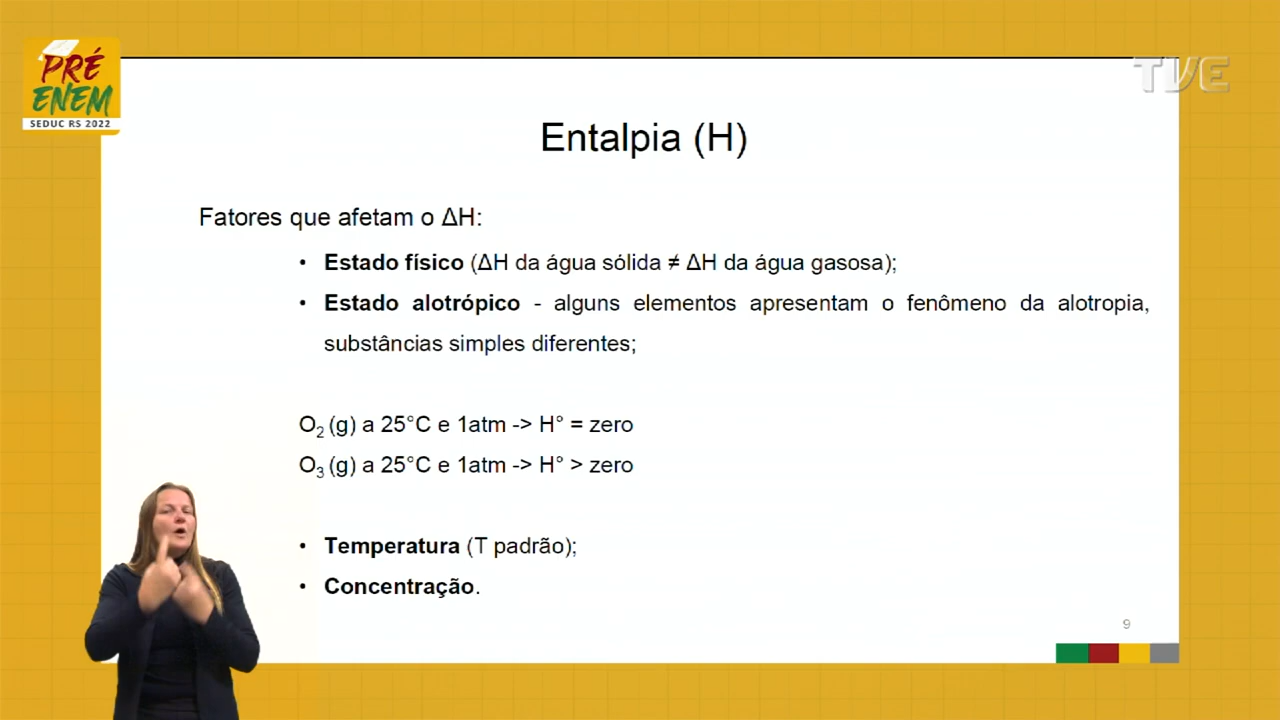 PRÉ
ENEM
SEDUC RS 2022
TVE
Entalpia (H)
Fatores que afetam o ΔH:
• Estado físico (ΔH da água sólida ≠ ΔH da água gasosa);
• Estado alotrópico - alguns elementos apresentam o fenômeno da alotropia,
substâncias simples diferentes;
O₂ (g) a 25°C e 1atm -> H° = zero
O₃ (g) a 25°C e 1atm -> H° > zero
• Temperatura (T padrão);
• Concentração.
9